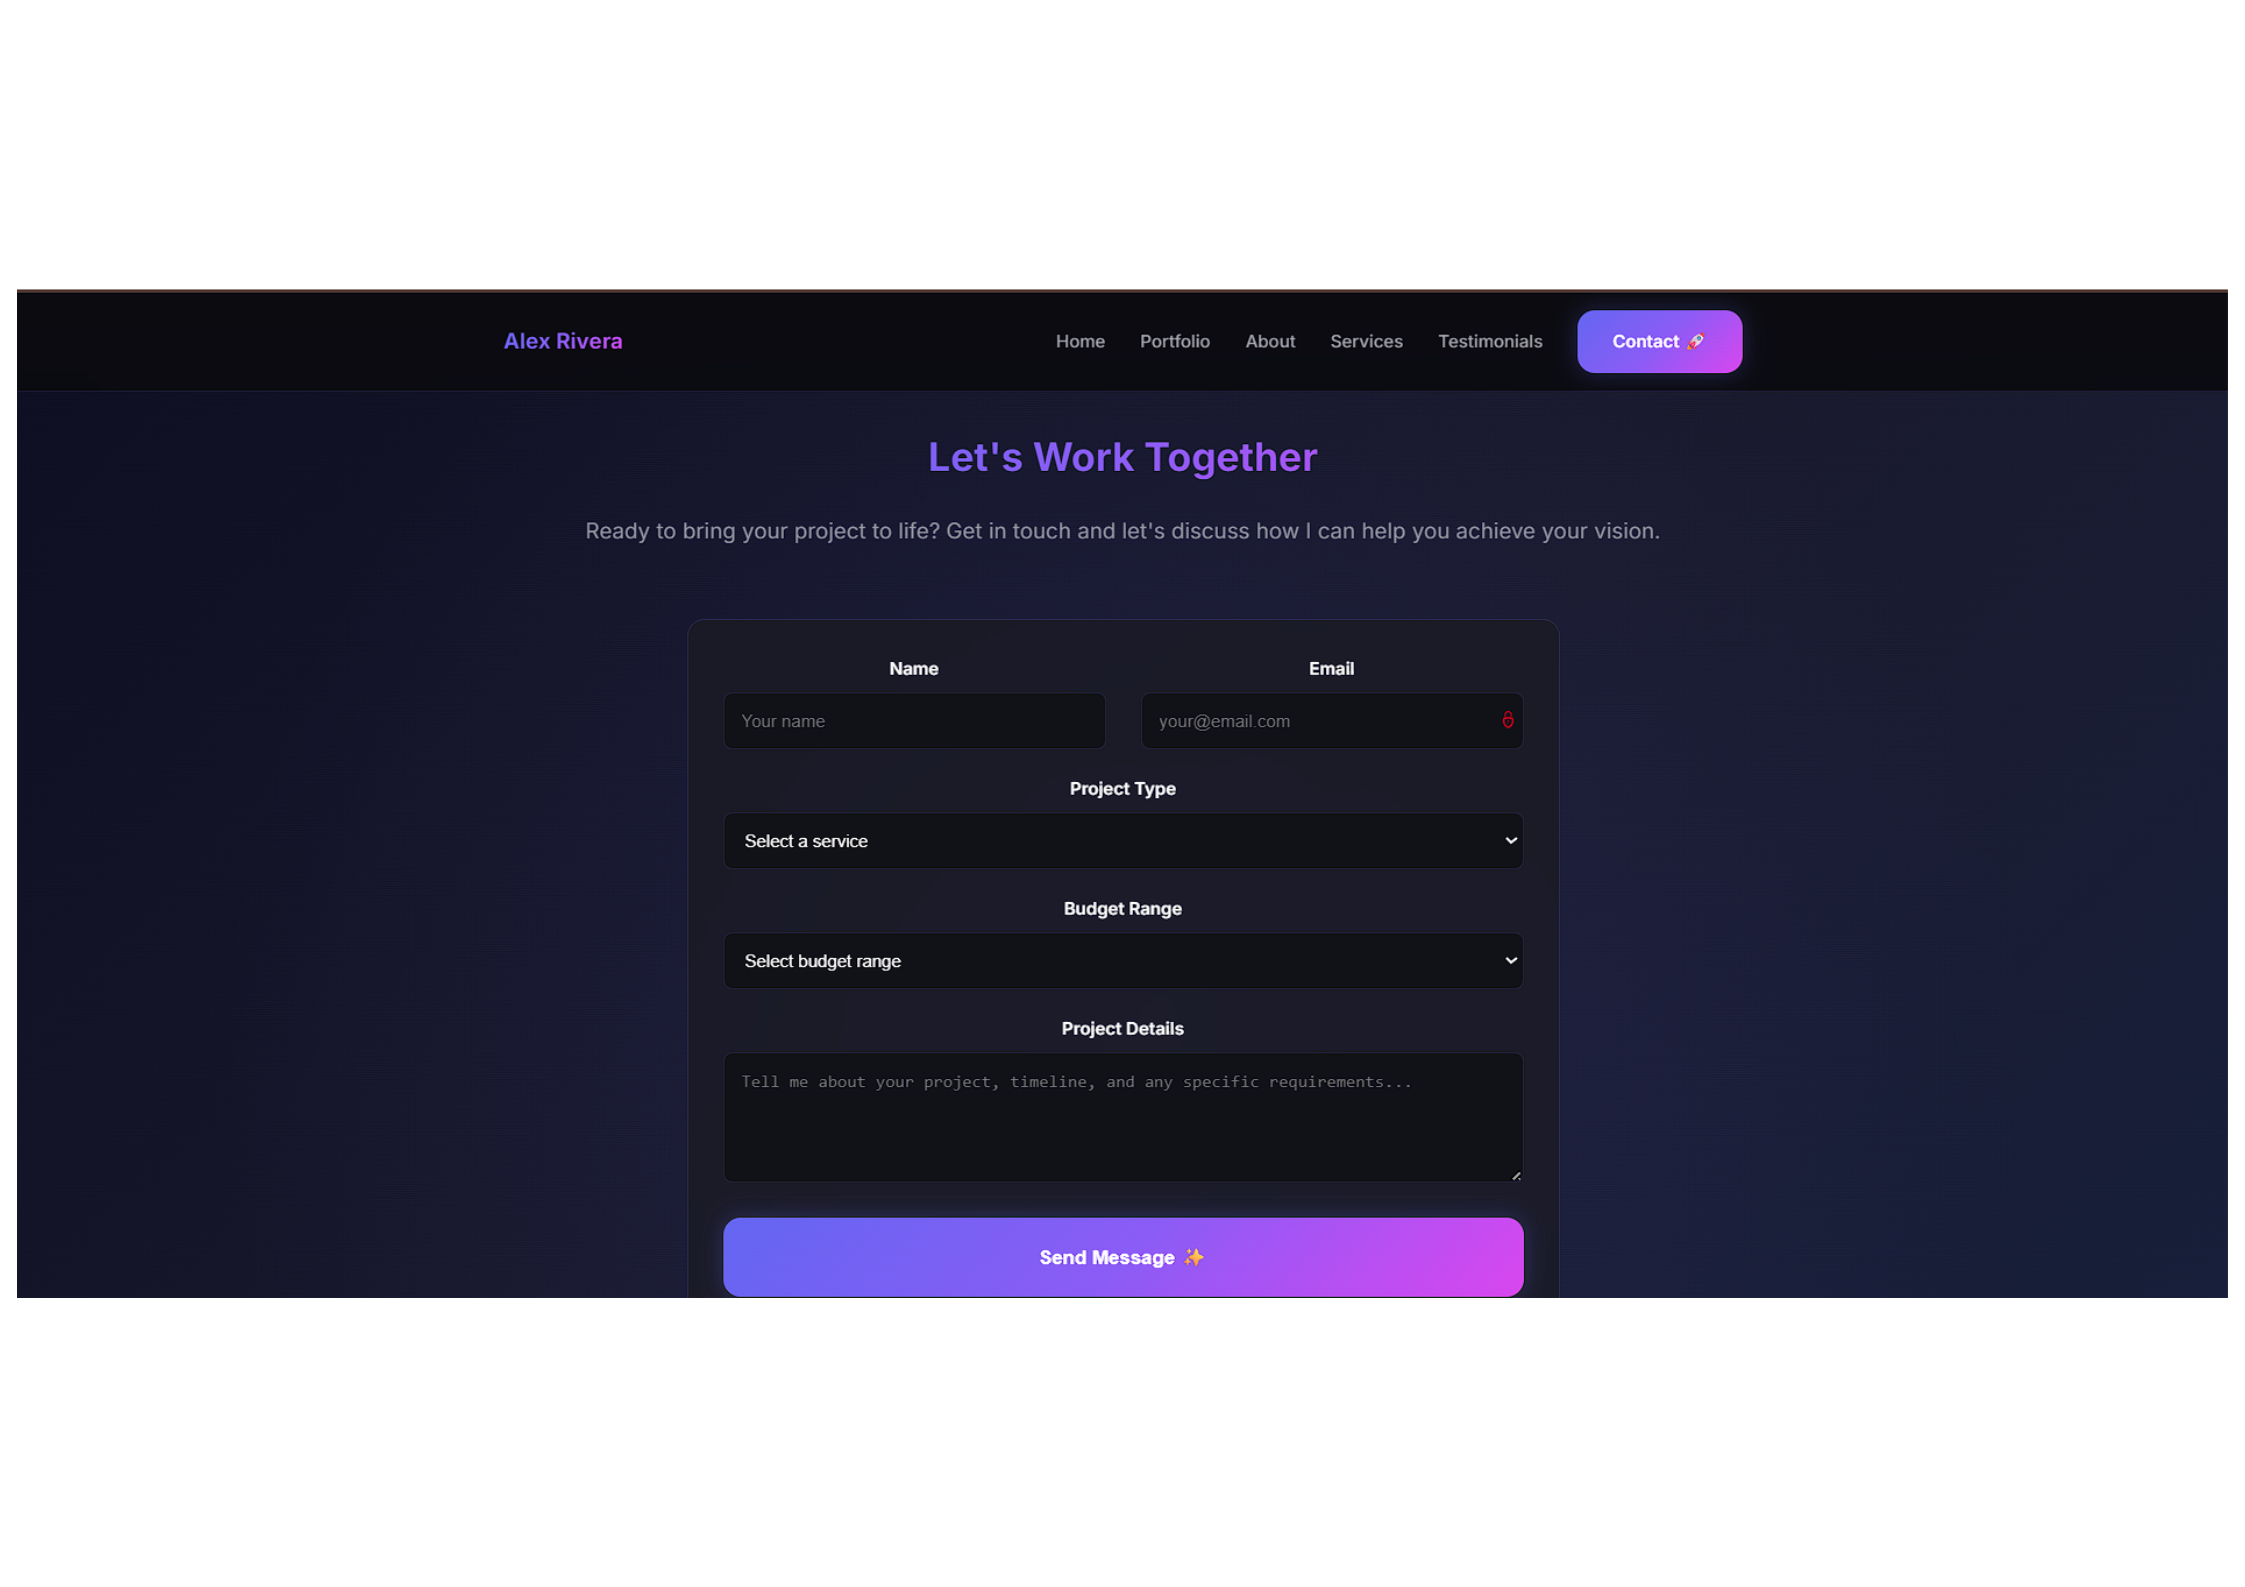 Alex Rivera
Home Portfolio About Services Testimonials Contact 🚀
Let's Work Together
Ready to bring your project to life? Get in touch and let's discuss how I can help you achieve your vision.
Name Email
Your name your@email.com
Project Type
Select a service
Budget Range
Select budget range
Project Details
Tell me about your project, timeline, and any specific requirements...
Send Message ✨